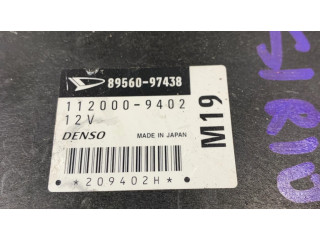 89560-97438
112000-9402
12V
DENSO MADE IN JAPAN
*209402H*
M19